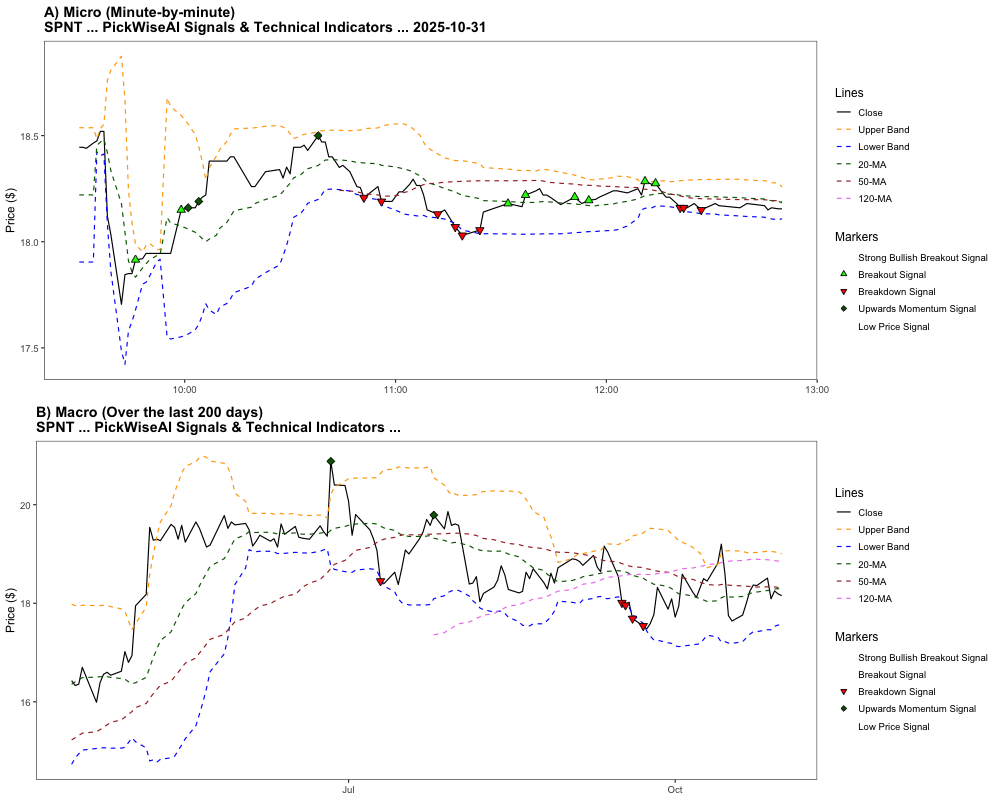 A) Micro (Minute-by-minute)
SPNT ... PickWiseAI Signals & Technical Indicators ... 2025-10-31
Price ($)
18.5
18.0
17.5
10:00
11:00
12:00
13:00
Lines
Close
Upper Band
Lower Band
20-MA
50-MA
120-MA
Markers
Strong Bullish Breakout Signal
Breakout Signal
Breakdown Signal
Upwards Momentum Signal
Low Price Signal
B) Macro (Over the last 200 days)
SPNT ... PickWiseAI Signals & Technical Indicators ...
Price ($)
20
18
16
Jul
Oct
Lines
Close
Upper Band
Lower Band
20-MA
50-MA
120-MA
Markers
Strong Bullish Breakout Signal
Breakout Signal
Breakdown Signal
Upwards Momentum Signal
Low Price Signal